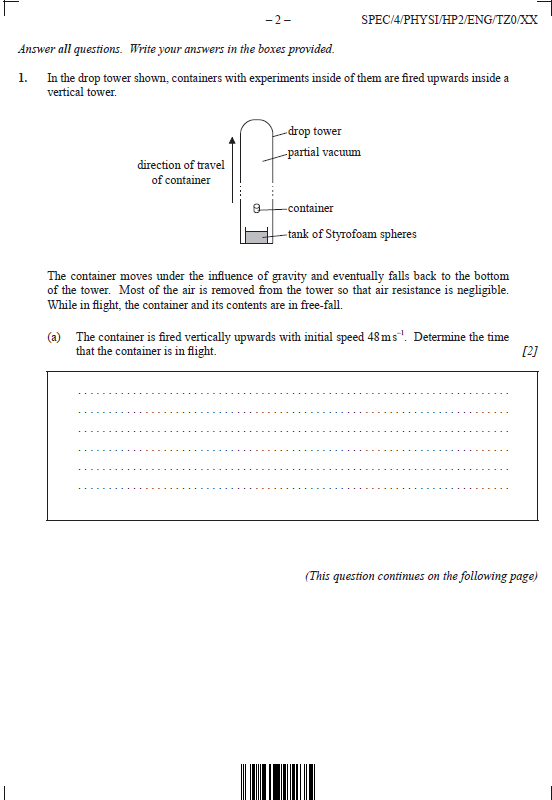 – 2 –
SPEC/4/PHYSI/HP2/ENG/TZ0/XX
Answer all questions. Write your answers in the boxes provided.
1. In the drop tower shown, containers with experiments inside of them are fired upwards inside a
vertical tower.
drop tower
partial vacuum
direction of travel
of container
container
tank of Styrofoam spheres
The container moves under the influence of gravity and eventually falls back to the bottom
of the tower. Most of the air is removed from the tower so that air resistance is negligible.
While in flight, the container and its contents are in free-fall.
(a) The container is fired vertically upwards with initial speed 48 m s⁻¹. Determine the time
that the container is in flight. [2]
(This question continues on the following page)